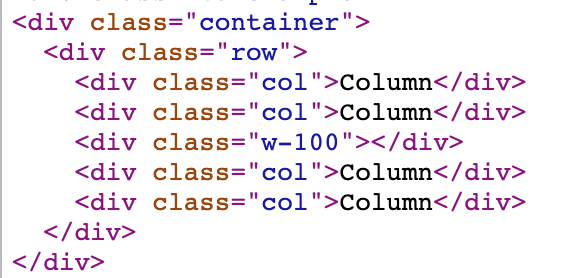 <div class="container">
  <div class="row">
    <div class="col">Column</div>
    <div class="col">Column</div>
    <div class="w-100"></div>
    <div class="col">Column</div>
    <div class="col">Column</div>
  </div>
</div>